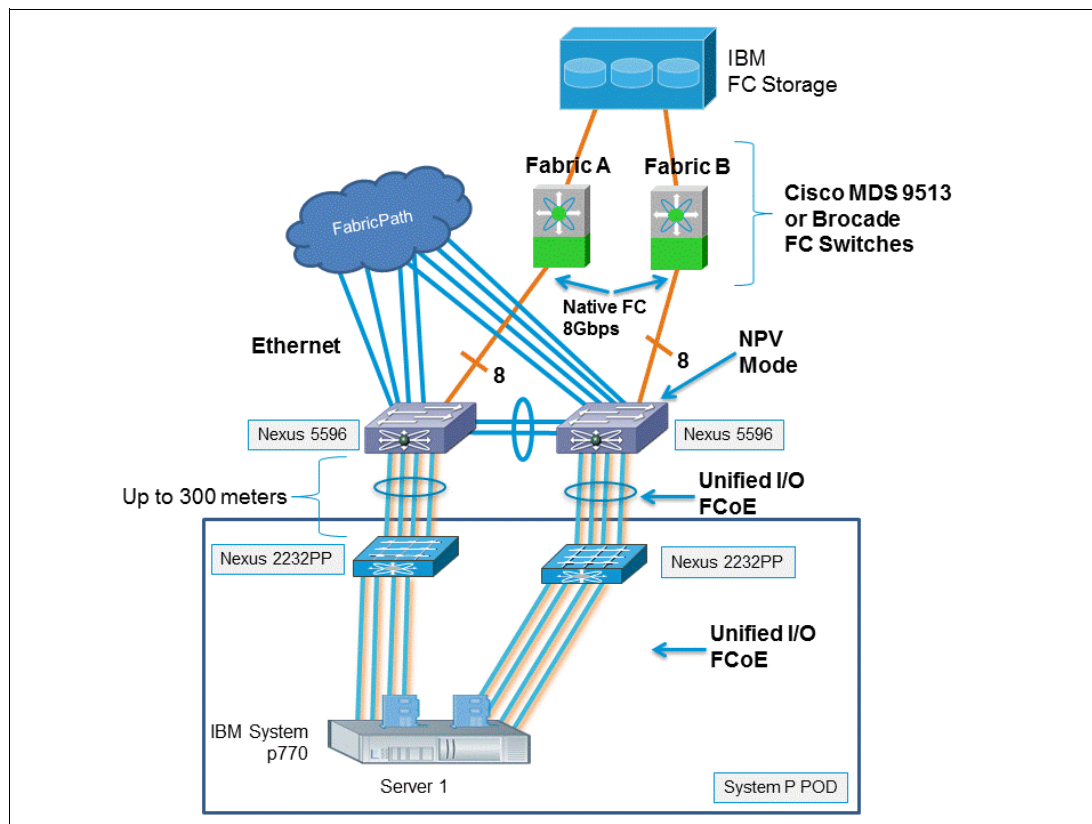 IBM
FC Storage
Fabric A
Fabric B
Cisco MDS 9513
or Brocade
FC Switches
FabricPath
Native FC
8Gbps
Ethernet
8
8
NPV
Mode
Nexus 5596
Nexus 5596
Up to 300 meters
Unified I/O
FCoE
Nexus 2232PP
Nexus 2232PP
Unified I/O
FCoE
IBM System
p770
Server 1
System P POD